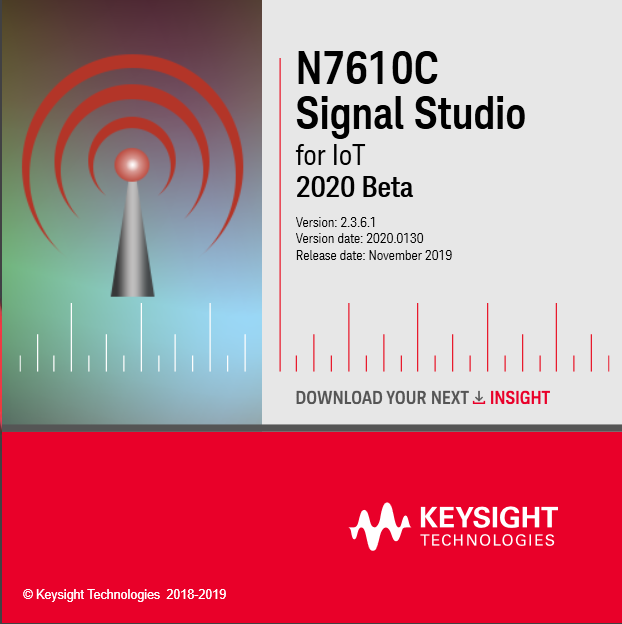 N7610C
Signal Studio
for IoT
2020 Beta
Version: 2.3.6.1
Version date: 2020.0130
Release date: November 2019
DOWNLOAD YOUR NEXT INSIGHT
KEYSIGHT
TECHNOLOGIES
© Keysight Technologies 2018-2019